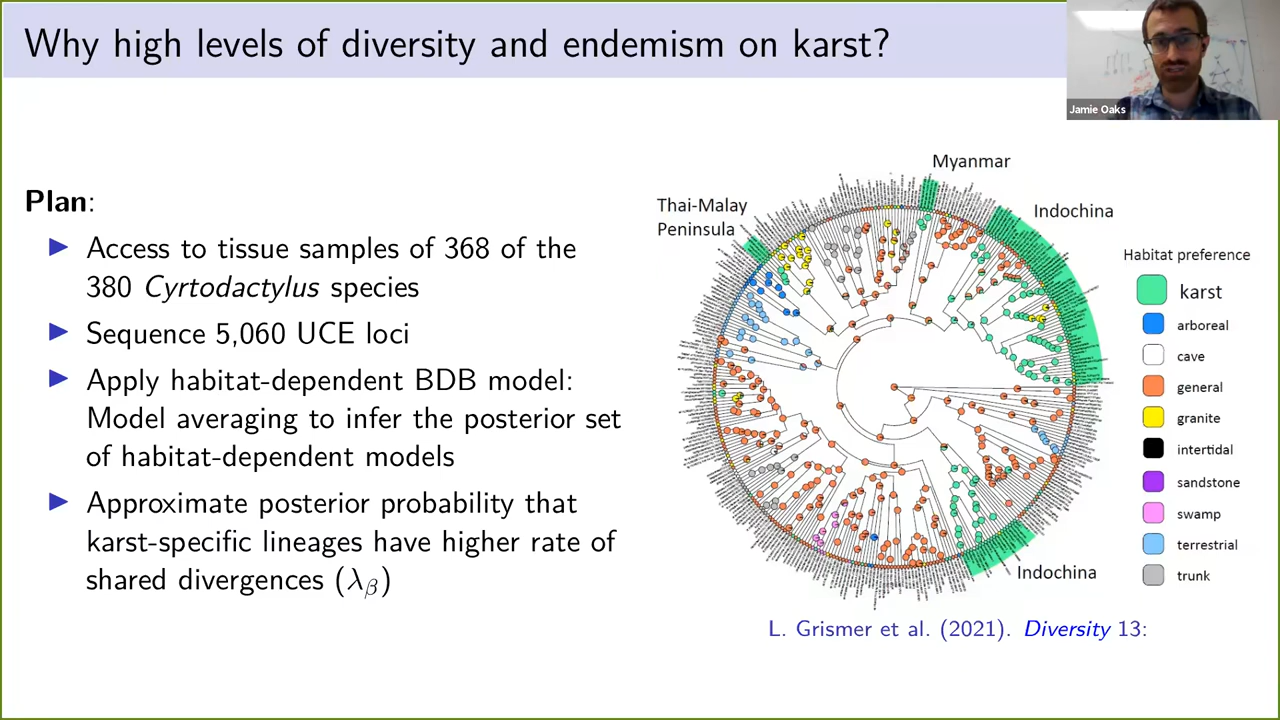 Why high levels of diversity and endemism on karst?
Jamie Oaks
Plan:
Access to tissue samples of 368 of the
380 Cyrtodactylus species
Sequence 5,060 UCE loci
Apply habitat-dependent BDB model:
Model averaging to infer the posterior set
of habitat-dependent models
Approximate posterior probability that
karst-specific lineages have higher rate of
shared divergences (λβ)
Myanmar
Thai-Malay
Peninsula
Indochina
Habitat preference
karst
arboreal
cave
general
granite
intertidal
sandstone
swamp
terrestrial
trunk
Indochina
L. Grismer et al. (2021). Diversity 13: